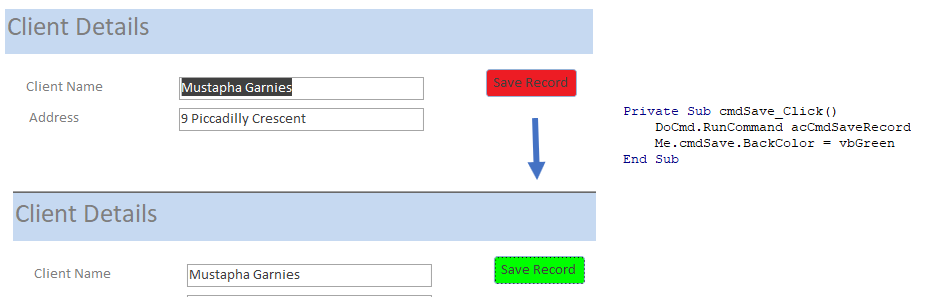 Client Details
Client Name
Mustapha Garnies
Save Record
Address
9 Piccadilly Crescent
Private Sub cmdSave_Click()
    DoCmd.RunCommand acCmdSaveRecord
    Me.cmdSave.BackColor = vbGreen
End Sub
Client Details
Client Name
Mustapha Garnies
Save Record